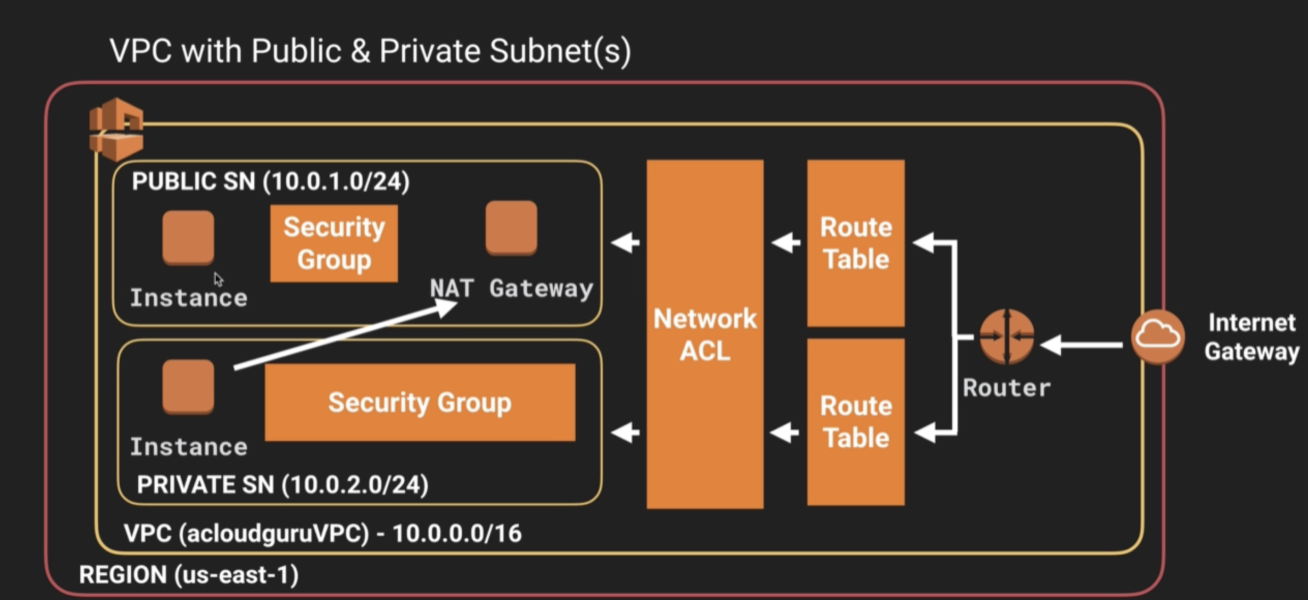 VPC with Public & Private Subnet(s)
PUBLIC SN (10.0.1.0/24)
Security
Group
Instance
NAT Gateway
Security Group
Instance
PRIVATE SN (10.0.2.0/24)
VPC (acloudguruVPC) - 10.0.0.0/16
REGION (us-east-1)
Network
ACL
Route
Table
Route
Table
Router
Internet
Gateway